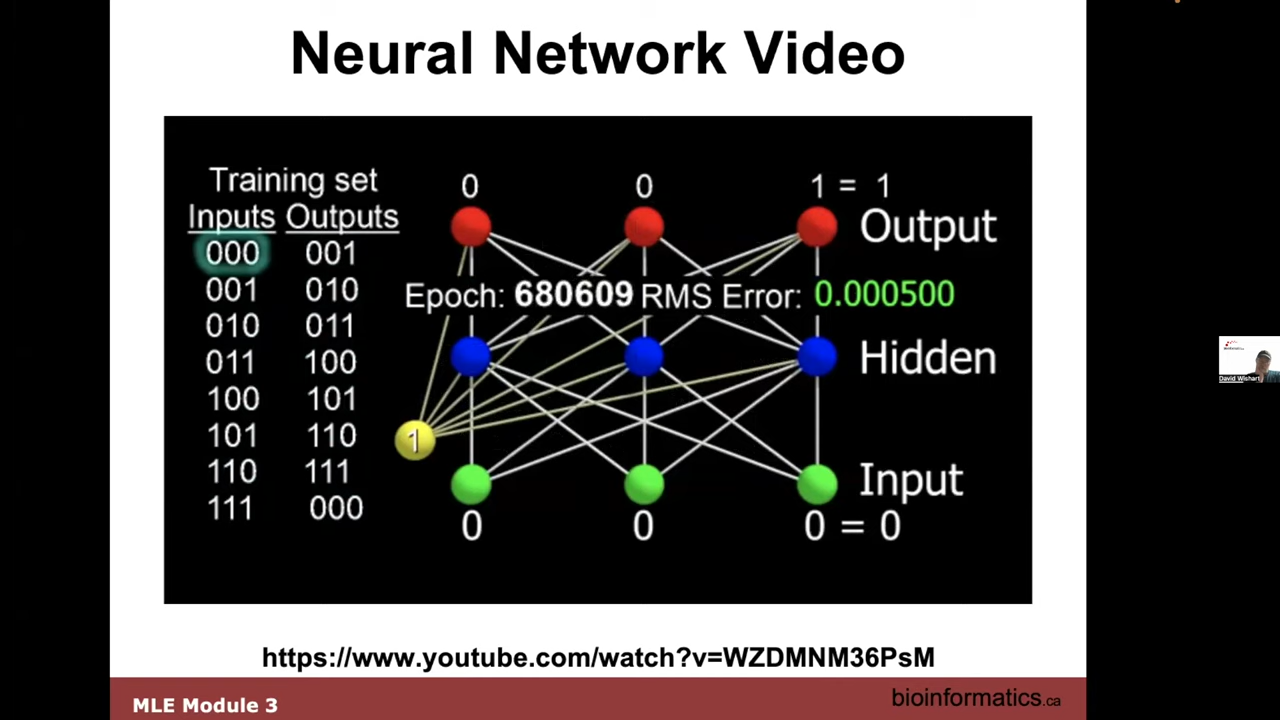 Neural Network Video
Training set
Inputs Outputs
000 001
001 010
010 011
011 100
100 101
101 110
110 111
111 000
0 0 1 = 1
Output
Epoch: 680609 RMS Error: 0.000500
Hidden
1
Input
0 0 0 = 0
https://www.youtube.com/watch?v=WZDMNM36PsM
MLE Module 3
bioinformatics.ca
David Wishart